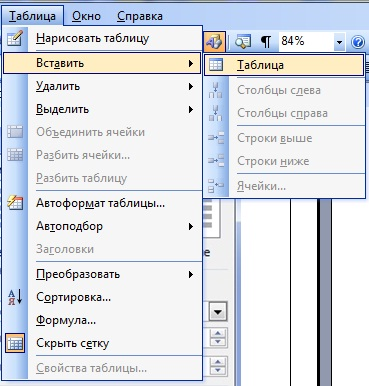 Таблица Окно Справка
Нарисовать таблицу
84%
Вставить
Таблица
Удалить
Столбцы слева
Выделить
Столбцы справа
Объединить ячейки
Строки выше
Разбить ячейки...
Строки ниже
Разбить таблицу
Ячейки...
Автоформат таблицы...
Автоподбор
Заголовки
е
Преобразовать
Сортировка...
Формула...
Скрыть сетку
Свойства таблицы...